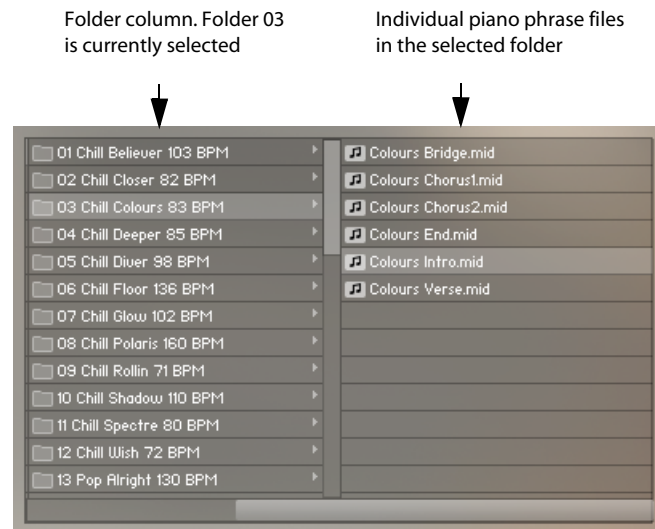 Folder column. Folder 03
is currently selected
Individual piano phrase files
in the selected folder
01 Chill Believer 103 BPM
02 Chill Closer 82 BPM
03 Chill Colours 83 BPM
04 Chill Deeper 85 BPM
05 Chill Diver 98 BPM
06 Chill Floor 136 BPM
07 Chill Glow 102 BPM
08 Chill Polaris 160 BPM
09 Chill Rollin 71 BPM
10 Chill Shadow 110 BPM
11 Chill Spectre 80 BPM
12 Chill Wish 72 BPM
13 Pop Alright 130 BPM
Colours Bridge.mid
Colours Chorus1.mid
Colours Chorus2.mid
Colours End.mid
Colours Intro.mid
Colours Verse.mid